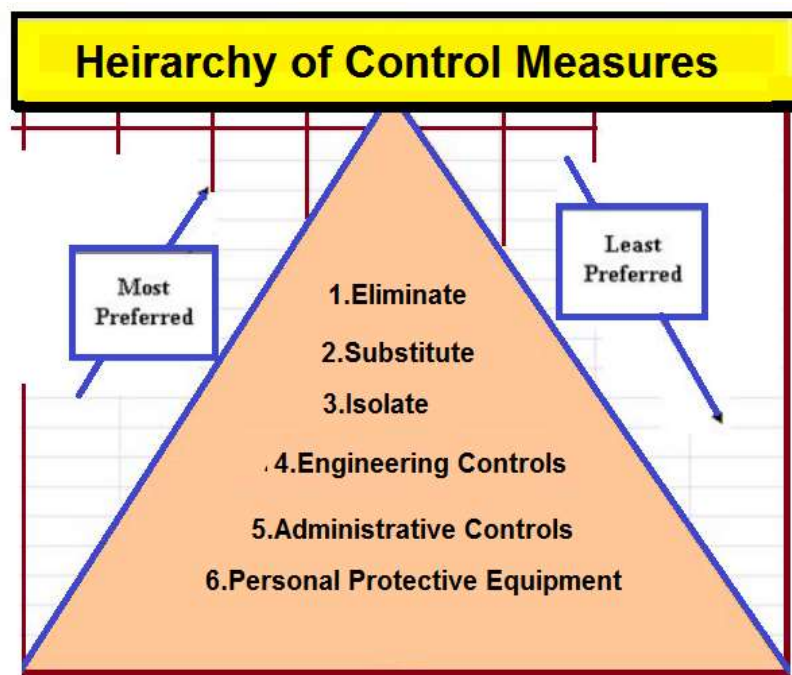 Heirarchy of Control Measures
Most
Preferred
Least
Preferred
1.Eliminate
2.Substitute
3.Isolate
4.Engineering Controls
5.Administrative Controls
6.Personal Protective Equipment